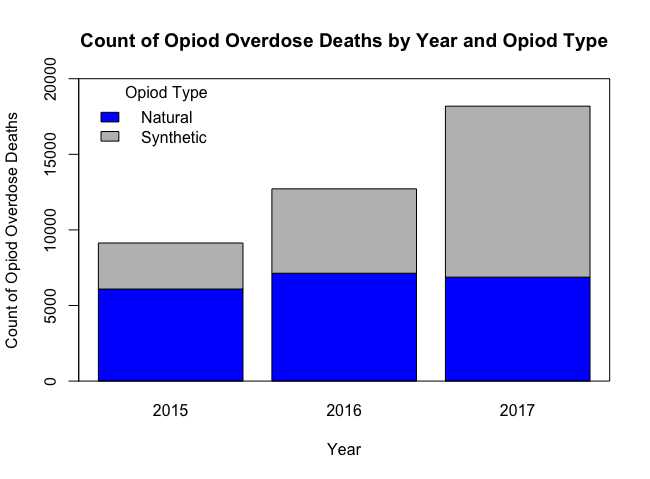 Count of Opiod Overdose Deaths by Year and Opiod Type
Count of Opiod Overdose Deaths
20000
15000
10000
5000
0
Opiod Type
Natural
Synthetic
2015
2016
2017
Year